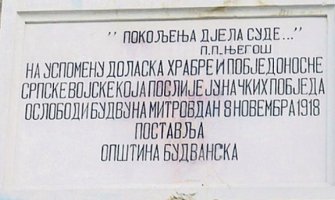 "ПОКОЉЕЊА ДЈЕЛА СУДЕ..."
П.П.ЊЕГОШ
НА УСПОМЕНУ ДОЛАСКА ХРАБРЕ И ПОБЈЕДОНОСНЕ
СРПСКЕ ВОЈСКЕ КОЈА ПОСЛИЈЕ ЈУНАЧКИХ ПОБЈЕДА
ОСЛОБОДИ БУДВУ НА МИТРОВДАН 8 НОВЕМБРА 1918
ПОСТАВЉА
ОПШТИНА БУДВАНСКА